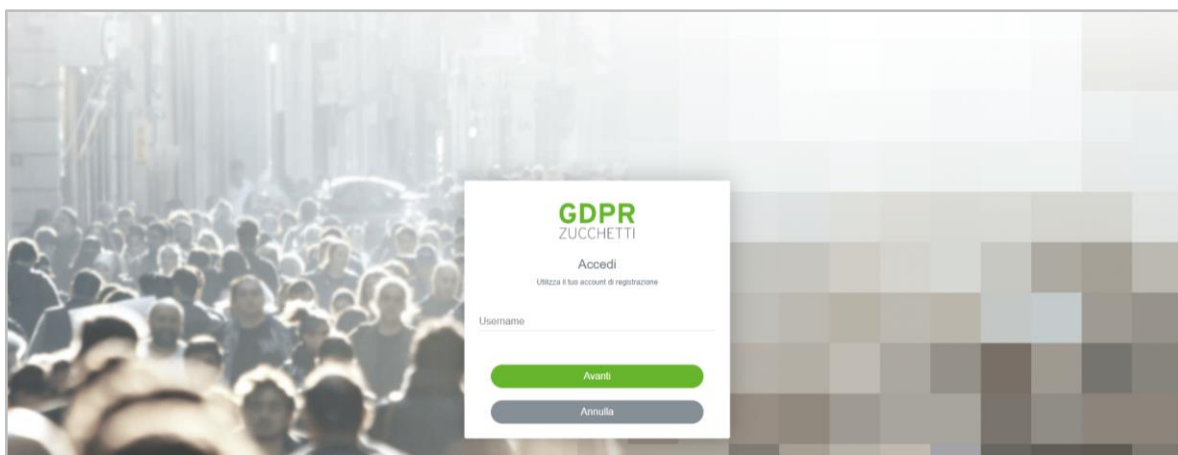 GDPR
ZUCCHETTI
Accedi
Utilizza il tuo account di registrazione
Username
Avanti
Annulla